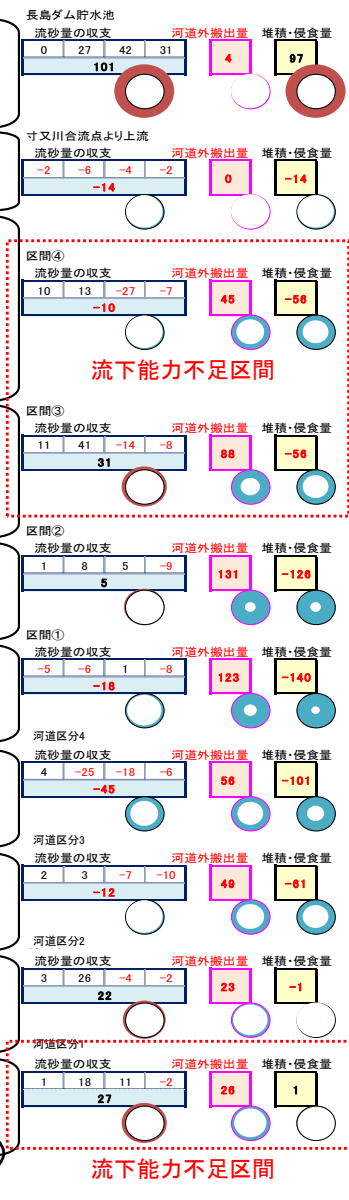 長島ダム貯水池
流砂量の収支 河道外搬出量 堆積・侵食量
0 27 42 31
101 4 97
寸又川合流点より上流
流砂量の収支 河道外搬出量 堆積・侵食量
-2 -6 -4 -2
-14 0 -14
区間④
流砂量の収支 河道外搬出量 堆積・侵食量
10 13 -27 -7
-10 45 -56
流下能力不足区間
区間③
流砂量の収支 河道外搬出量 堆積・侵食量
11 41 -14 -8
31 88 -56
区間②
流砂量の収支 河道外搬出量 堆積・侵食量
1 8 5 -9
5 131 -126
区間①
流砂量の収支 河道外搬出量 堆積・侵食量
-5 -6 1 -8
-18 123 -140
河道区分4
流砂量の収支 河道外搬出量 堆積・侵食量
4 -25 -18 -6
-45 56 -101
河道区分3
流砂量の収支 河道外搬出量 堆積・侵食量
2 3 -7 -10
-12 49 -61
河道区分2
流砂量の収支 河道外搬出量 堆積・侵食量
3 26 -4 -2
22 23 -1
河道区分1
流砂量の収支 河道外搬出量 堆積・侵食量
1 18 11 -2
27 26 1
流下能力不足区間